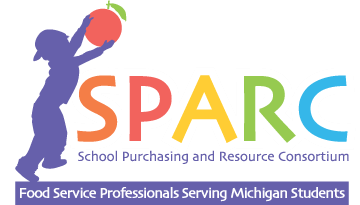 SPARC
School Purchasing and Resource Consortium
Food Service Professionals Serving Michigan Students